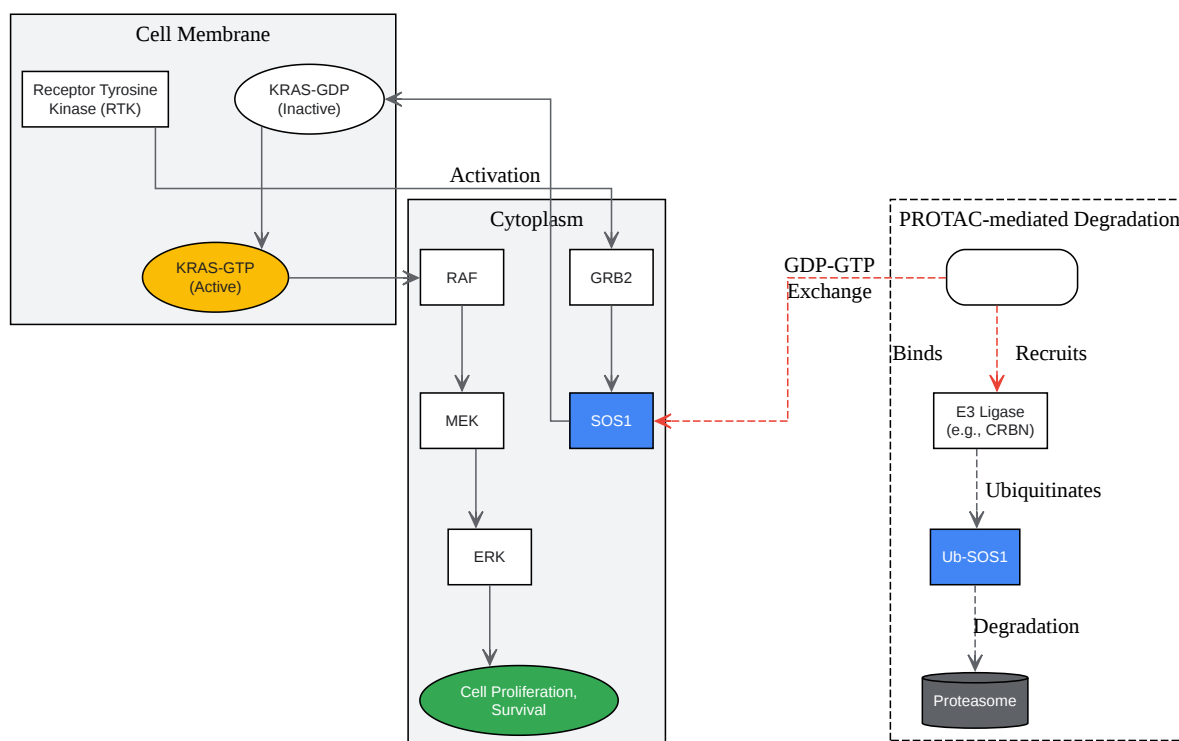 Cell Membrane
Receptor Tyrosine
Kinase (RTK)
KRAS-GDP
(Inactive)
Activation
KRAS-GTP
(Active)
Cytoplasm
RAF
GRB2
MEK
SOS1
ERK
Cell Proliferation,
Survival
GDP-GTP
Exchange
PROTAC-mediated Degradation
Binds
Recruits
E3 Ligase
(e.g., CRBN)
Ubiquitinates
Ub-SOS1
Degradation
Proteasome